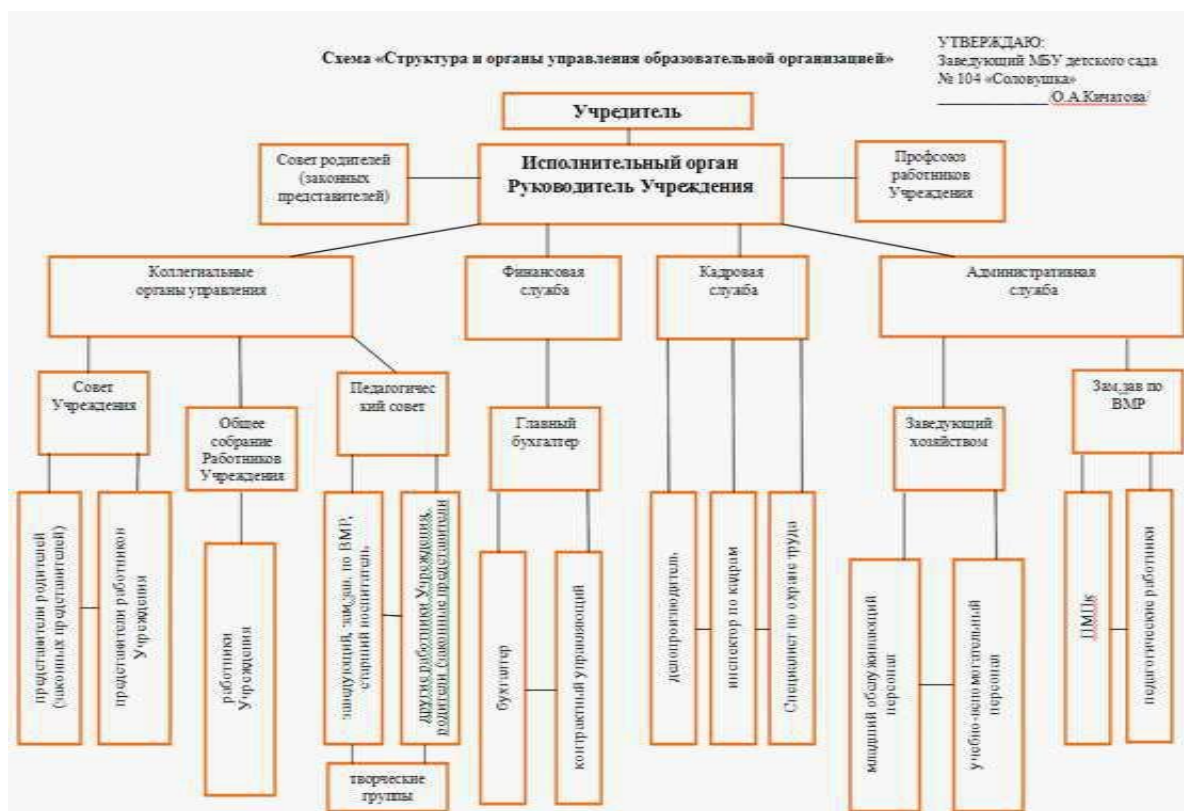 УТВЕРЖДАЮ:
Заведующий МБУ детского сада
№ 104 «Соловушка»
/О.А.Кичатова/
Схема «Структура и органы управления образовательной организацией»
Учредитель
Совет родителей
(законных
представителей)
Исполнительный орган
Руководитель Учреждения
Профсоюз
работников
Учреждения
Коллегиальные
органы управления
Финансовая
служба
Кадровая
служба
Административная
служба
Совет
Учреждения
Общее
собрание
Работников
Учреждения
Педагогичес
кий совет
Главный
бухгалтер
Заведующий
хозяйством
Зам.зав по
ВМР
представители родителей
(законных представителей)
представители работников
Учреждения
работники
Учреждения
заведующий, зам.зав. по ВМР,
старший воспитатель
другие работники Учреждения,
родители (законные представители
творческие
группы
бухгалтер
контрактный управляющий
делопроизводитель
инспектор по кадрам
Специалист по охране труда
младший обслуживающий
персонал
учебно-вспомогательный
персонал
ПМПк
педагогические работники